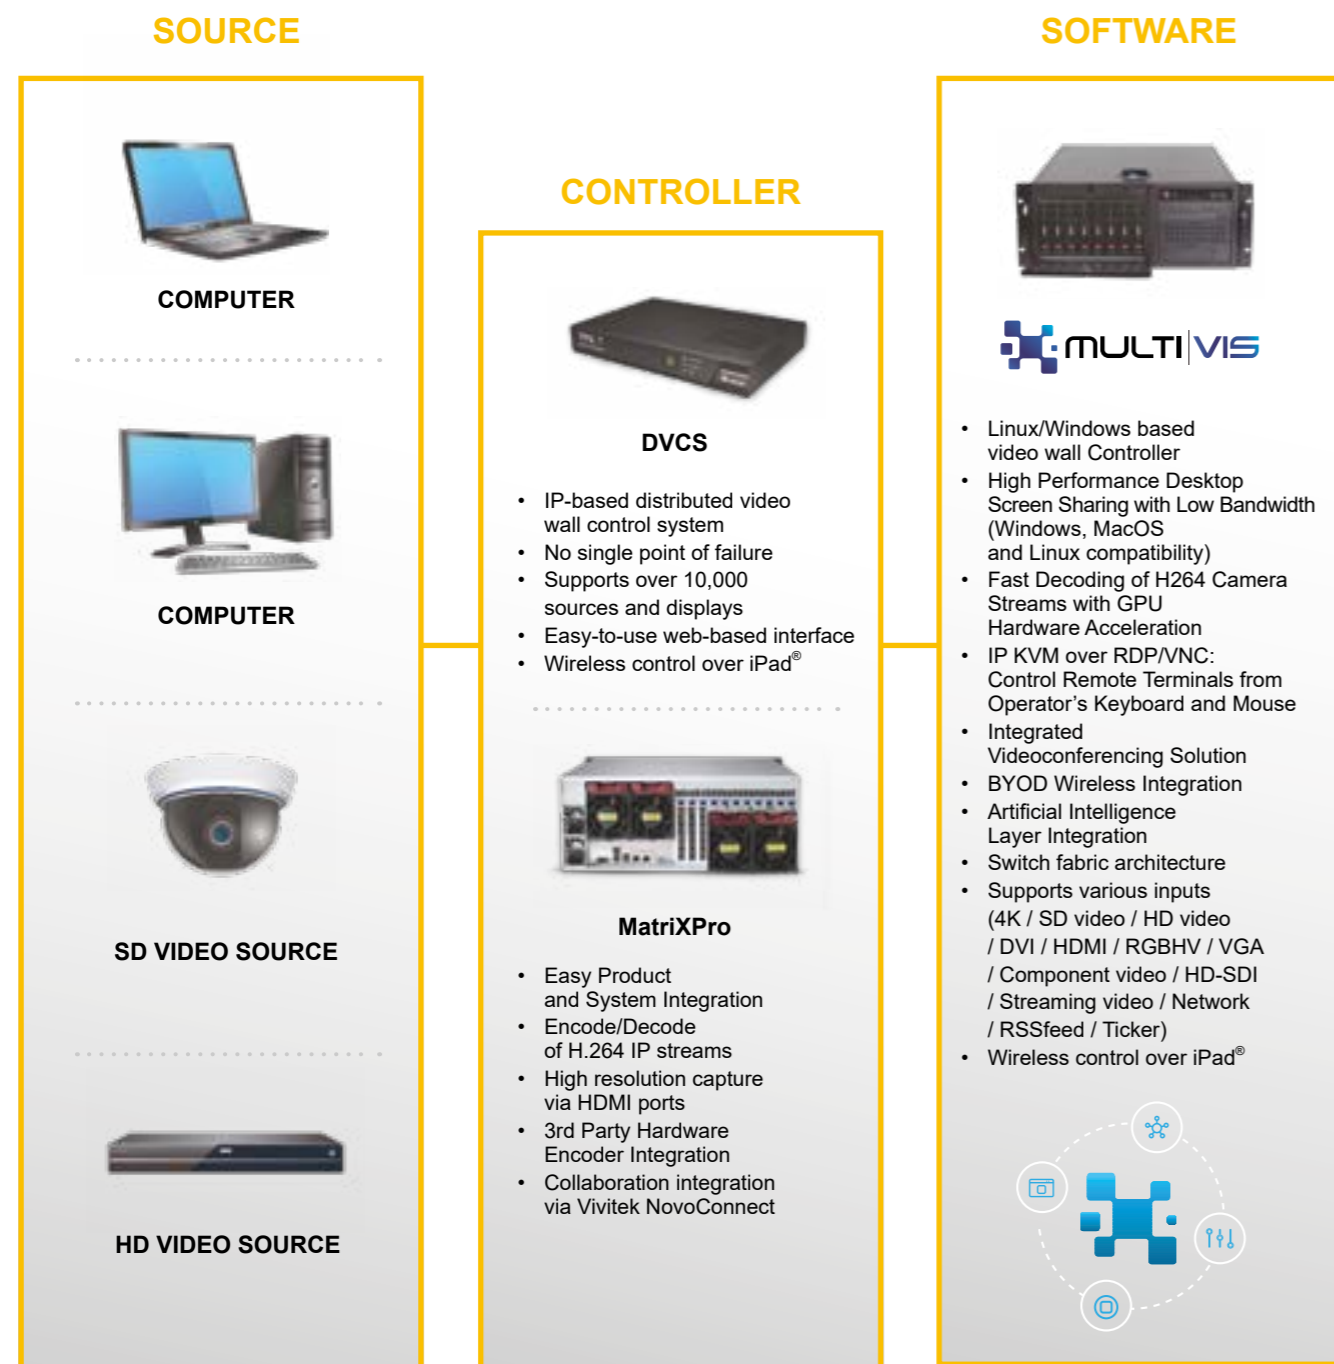 SOURCE
COMPUTER
COMPUTER
SD VIDEO SOURCE
HD VIDEO SOURCE
CONTROLLER
DVCS
• IP-based distributed video
wall control system
• No single point of failure
• Supports over 10,000
sources and displays
• Easy-to-use web-based interface
• Wireless control over iPad®
MatriXPro
• Easy Product
and System Integration
• Encode/Decode
of H.264 IP streams
• High resolution capture
via HDMI ports
• 3rd Party Hardware
Encoder Integration
• Collaboration integration
via Vivitek NovoConnect
SOFTWARE
MULTI|VIS
• Linux/Windows based
video wall Controller
• High Performance Desktop
Screen Sharing with Low Bandwidth
(Windows, MacOS
and Linux compatibility)
• Fast Decoding of H264 Camera
Streams with GPU
Hardware Acceleration
• IP KVM over RDP/VNC:
Control Remote Terminals from
Operator’s Keyboard and Mouse
• Integrated
Videoconferencing Solution
• BYOD Wireless Integration
• Artificial Intelligence
Layer Integration
• Switch fabric architecture
• Supports various inputs
(4K / SD video / HD video
/ DVI / HDMI / RGBHV / VGA
/ Component video / HD-SDI
/ Streaming video / Network
/ RSSfeed / Ticker)
• Wireless control over iPad®